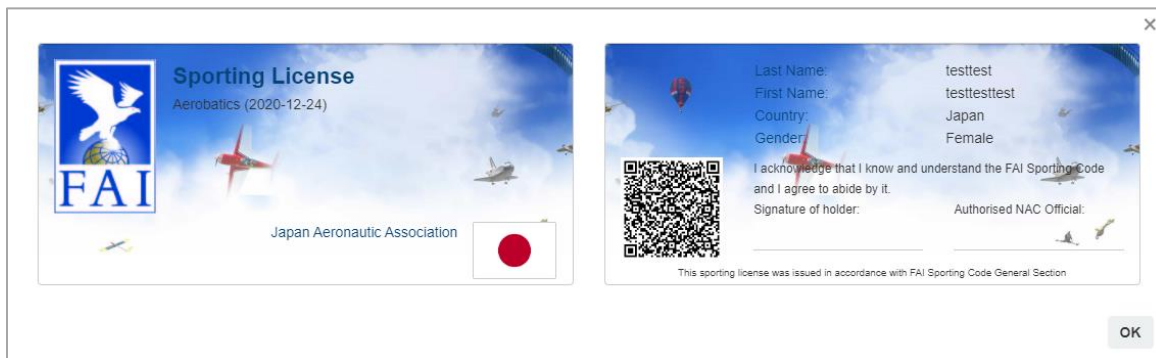 ×
FAI
Sporting License
Aerobatics (2020-12-24)
Japan Aeronautic Association
Last Name: testtest
First Name: testtesttest
Country: Japan
Gender: Female
I acknowledge that I know and understand the FAI Sporting Code
and I agree to abide by it.
Signature of holder: Authorised NAC Official:
This sporting license was issued in accordance with FAI Sporting Code General Section
OK